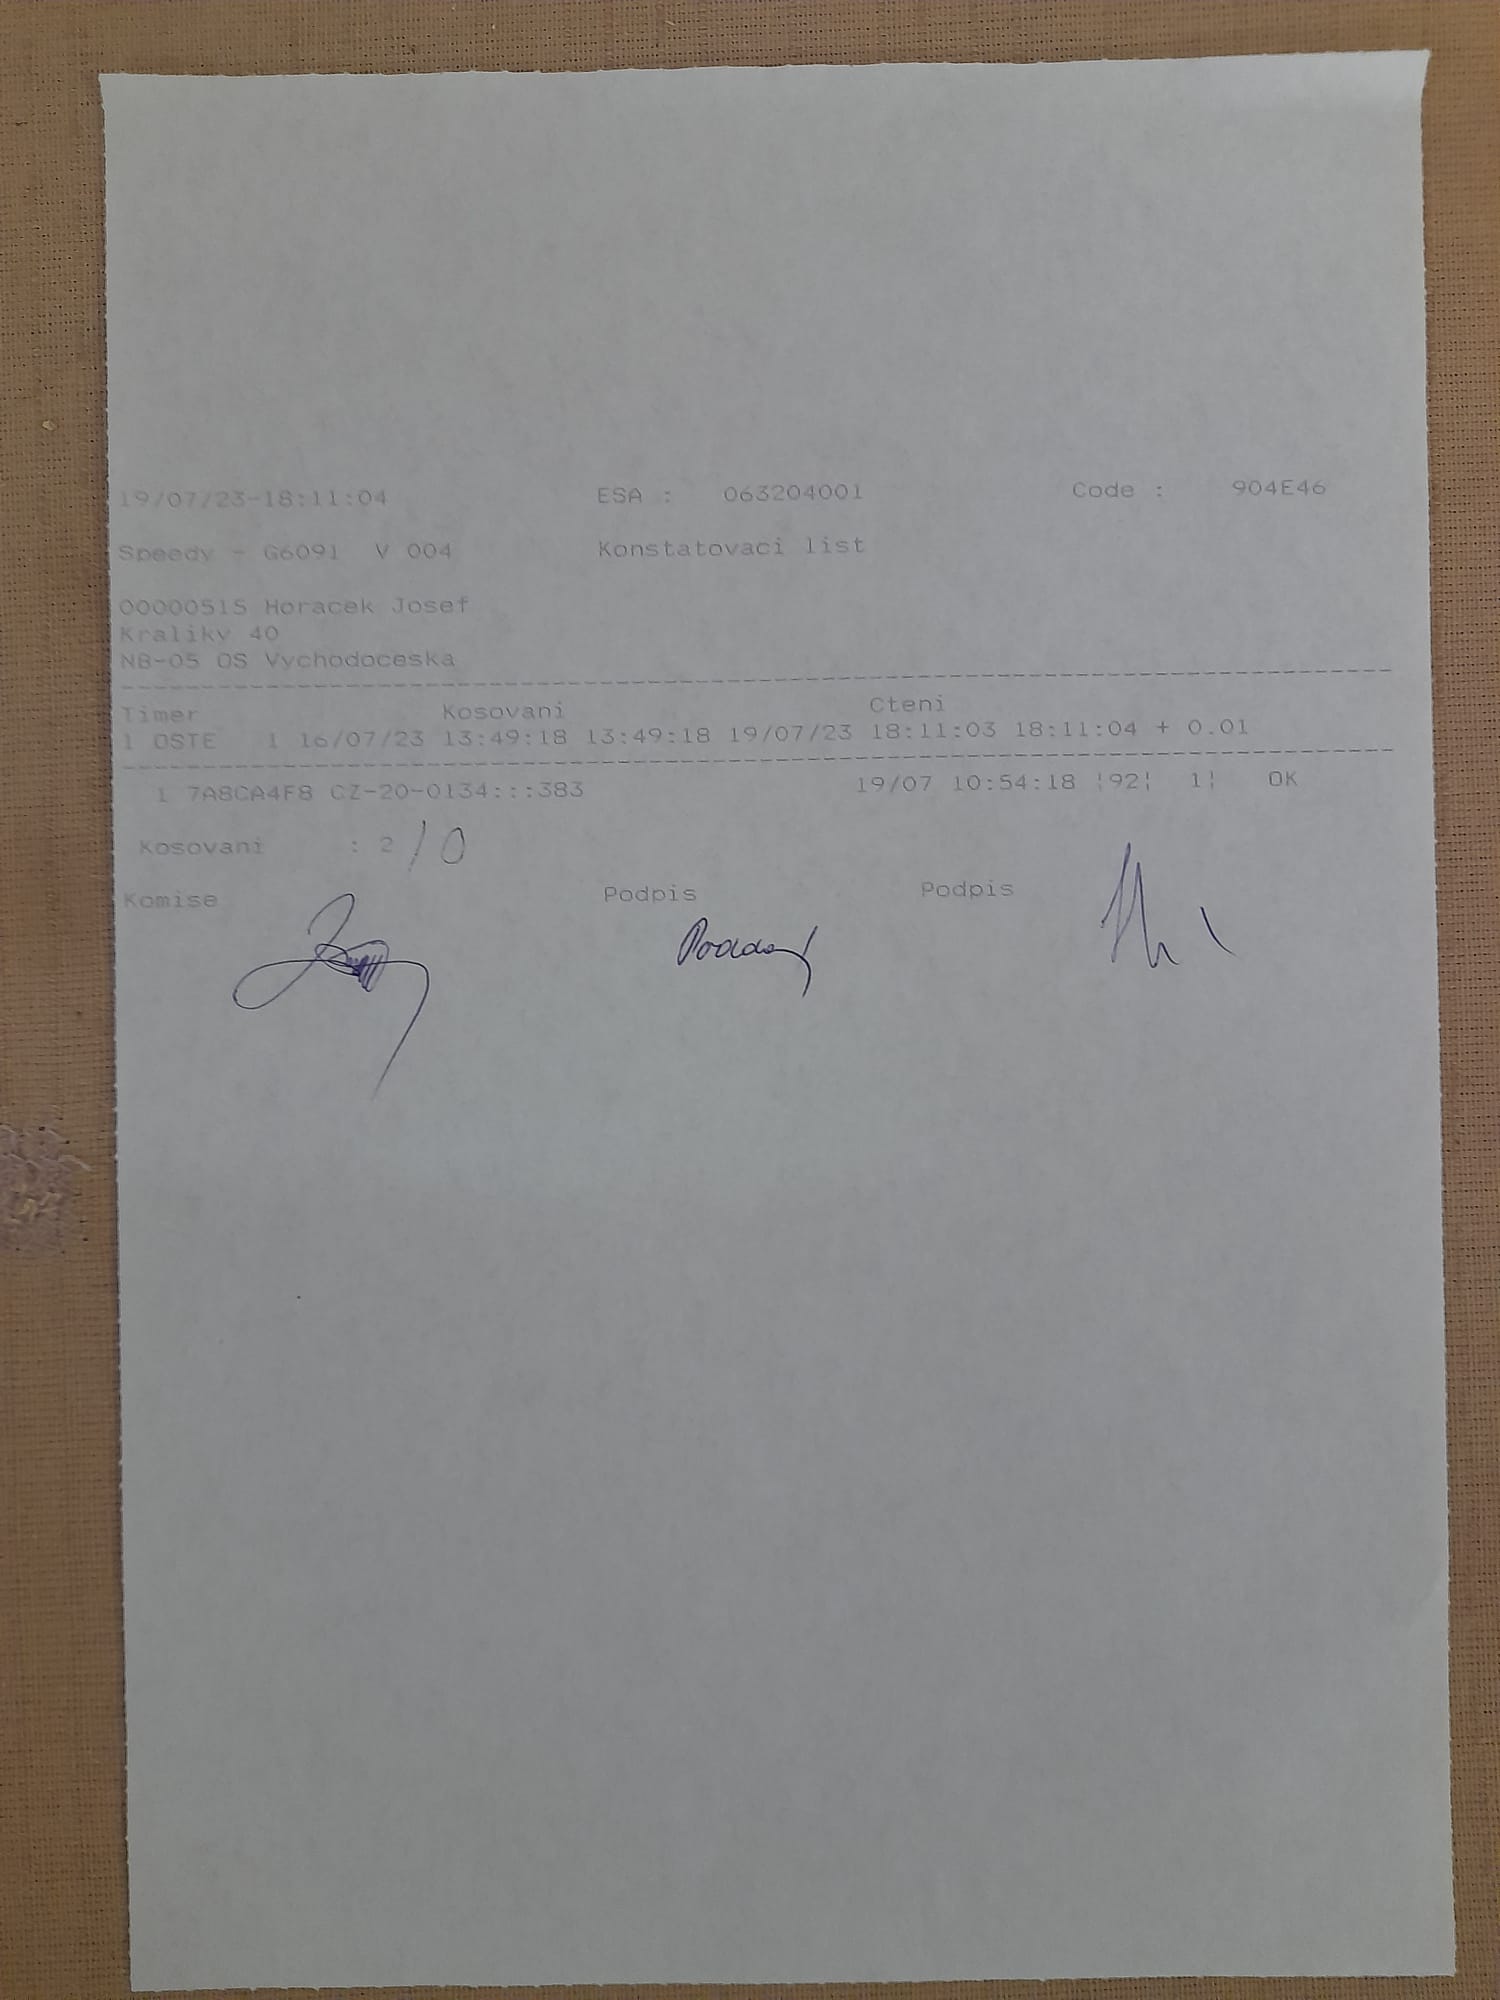 19/07/23-18:11:04 ESA : 063204001 Code : 904E46
Speedy - G6091 V 004 Konstatovaci list
00000515 Horacek Josef
Kraliky 40
NB-05 OS Vychodoceska
Timer Kosovani Cteni
1 OSTE 1 16/07/23 13:49:18 13:49:18 19/07/23 18:11:03 18:11:04 + 0.01
1 7A8CA4F8 CZ-20-0134:::383 19/07 10:54:18 ¦92¦ 1¦ OK
Kosovani : 2 / 0
Komise Podpis Podpis